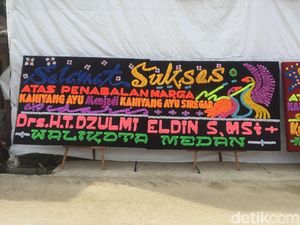 Selamat Sukses
ATAS PENABALAN MARGA
KAHIYANG AYU Menjadi KAHIYANG AYU SIREGAR
Drs.H.T.DZULMI ELDIN S,MSi
WALIKOTA MEDAN
detikcom